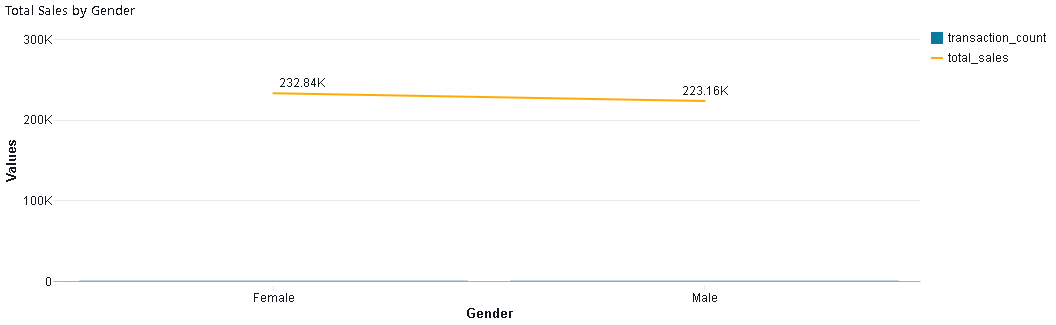 Total Sales by Gender
300K
200K
100K
0
Values
232.84K
223.16K
Female
Male
Gender
transaction_count
total_sales